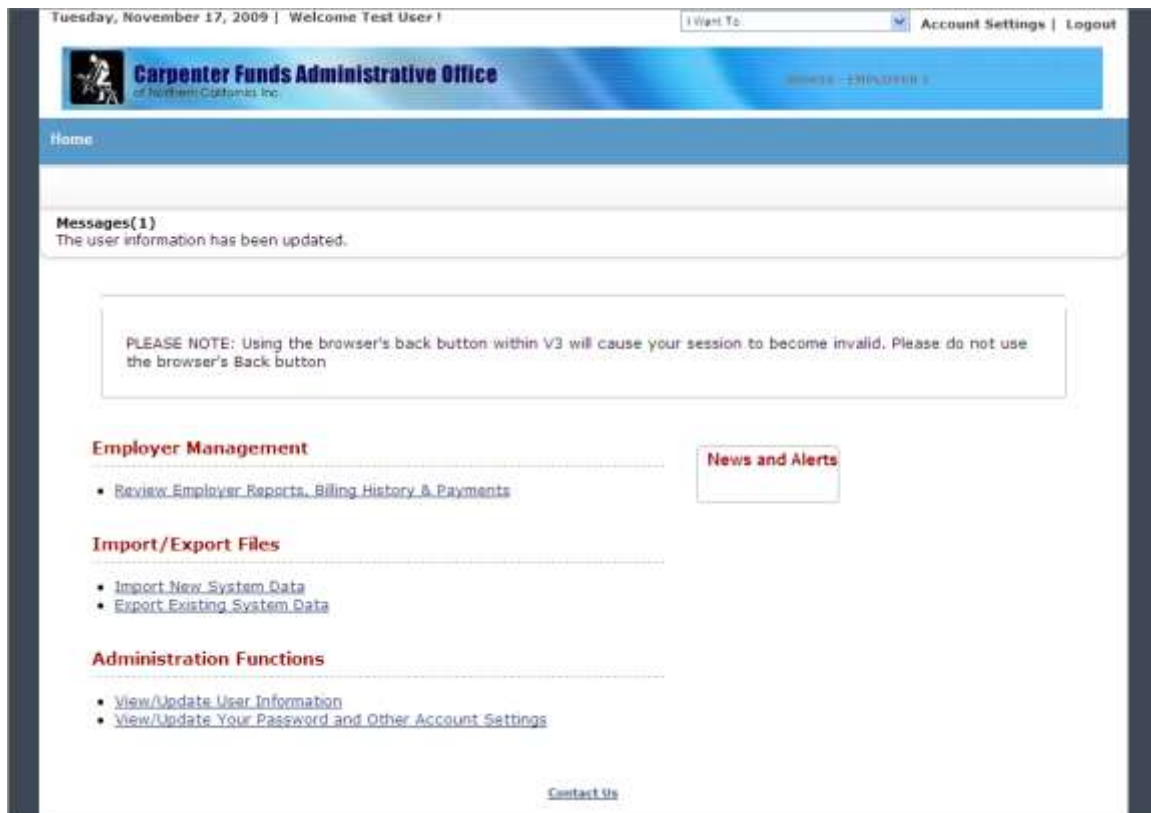 Tuesday, November 17, 2009 | Welcome Test User !
I Want To
Account Settings | Logout
Carpenter Funds Administrative Office
of Northern California, Inc.
Home
Messages(1)
The user information has been updated.
PLEASE NOTE: Using the browser's back button within V3 will cause your session to become invalid. Please do not use
the browser's Back button
Employer Management
News and Alerts
• Review Employer Reports, Billing History & Payments
Import/Export Files
• Import New System Data
• Export Existing System Data
Administration Functions
• View/Update User Information
• View/Update Your Password and Other Account Settings
Contact Us